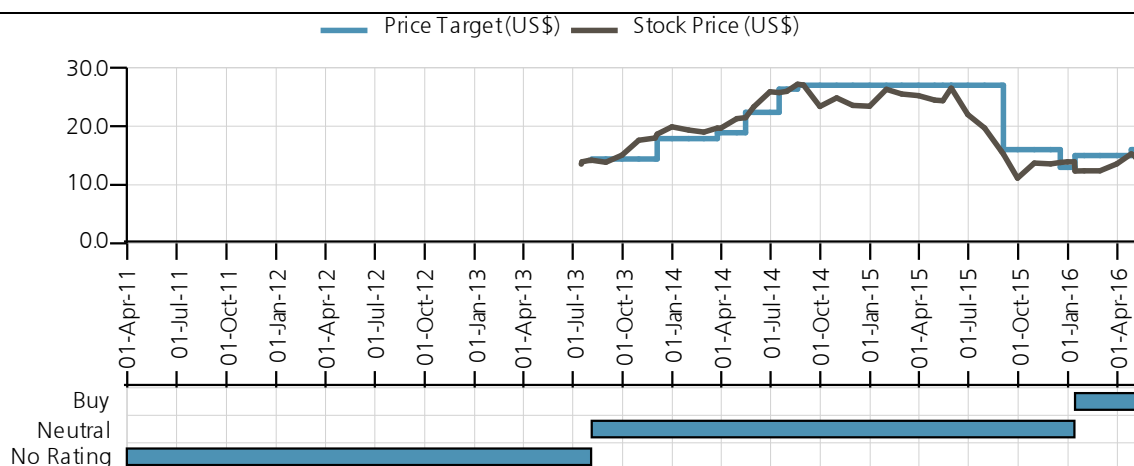 Price Target (US$) Stock Price (US$)
30.0
20.0
10.0
0.0
01-Apr-11
01-Jul-11
01-Oct-11
01-Jan-12
01-Apr-12
01-Jul-12
01-Oct-12
01-Jan-13
01-Apr-13
01-Jul-13
01-Oct-13
01-Jan-14
01-Apr-14
01-Jul-14
01-Oct-14
01-Jan-15
01-Apr-15
01-Jul-15
01-Oct-15
01-Jan-16
01-Apr-16
Buy
Neutral
No Rating